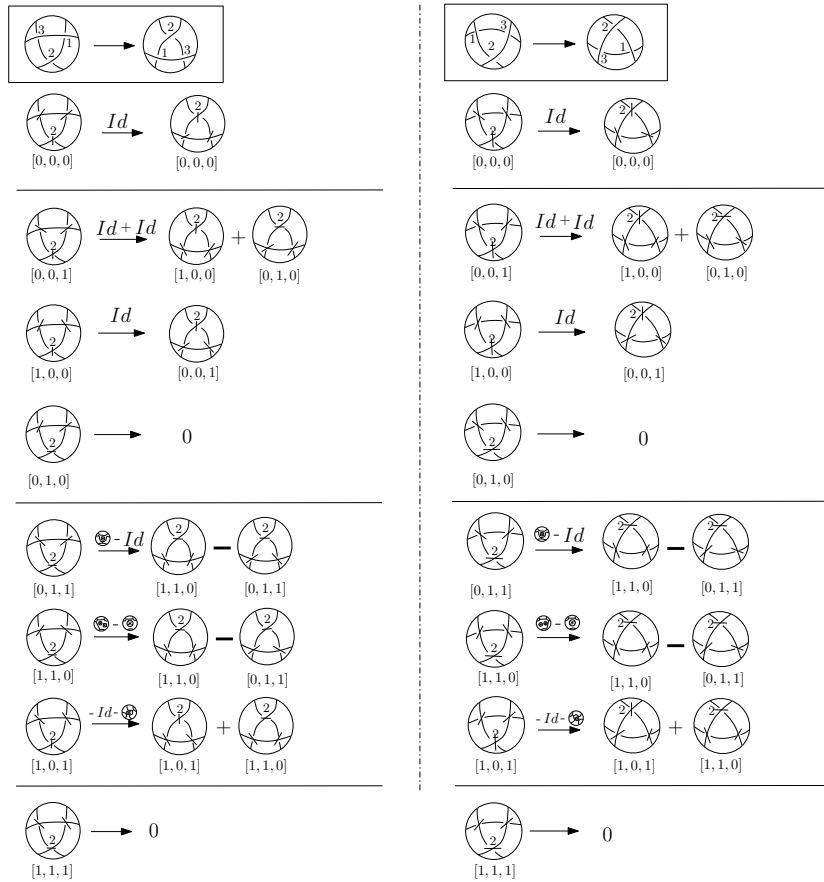 3 1 2 2 1 3
2 Id 2
[0, 0, 0] [0, 0, 0]
2 Id + Id 2 + 2
[0, 0, 1] [1, 0, 0] [0, 1, 0]
2 Id 2
[1, 0, 0] [0, 0, 1]
2 0
[0, 1, 0]
2 - Id 2 − 2
[0, 1, 1] [1, 1, 0] [0, 1, 1]
2 - 2 − 2
[1, 1, 0] [1, 1, 0] [0, 1, 1]
2 - Id - 2 + 2
[1, 0, 1] [1, 0, 1] [1, 1, 0]
2 0
[1, 1, 1]
1 3 2 2 1 3
2 Id 2
[0, 0, 0] [0, 0, 0]
2 Id + Id 2 + 2
[0, 0, 1] [1, 0, 0] [0, 1, 0]
2 Id 2
[1, 0, 0] [0, 0, 1]
2 0
[0, 1, 0]
2 - Id 2 − 2
[0, 1, 1] [1, 1, 0] [0, 1, 1]
2 - 2 − 2
[1, 1, 0] [1, 1, 0] [0, 1, 1]
2 - Id - 2 + 2
[1, 0, 1] [1, 0, 1] [1, 1, 0]
2 0
[1, 1, 1]